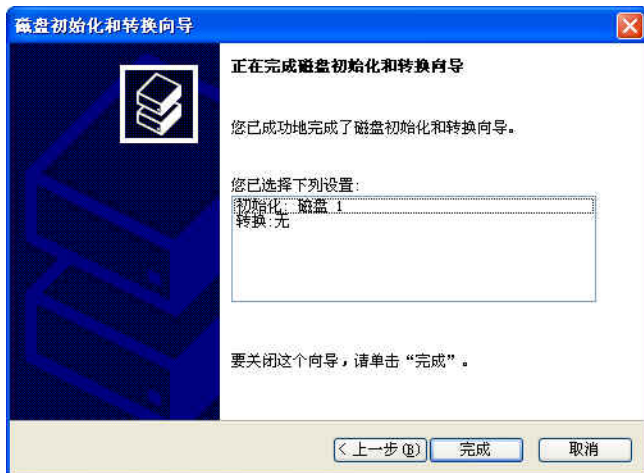 磁盘初始化和转换向导
正在完成磁盘初始化和转换向导
您已成功地完成了磁盘初始化和转换向导。
您已选择下列设置:
初始化: 磁盘 1
转换:无
要关闭这个向导，请单击“完成”。
< 上一步(B)
完成
取消